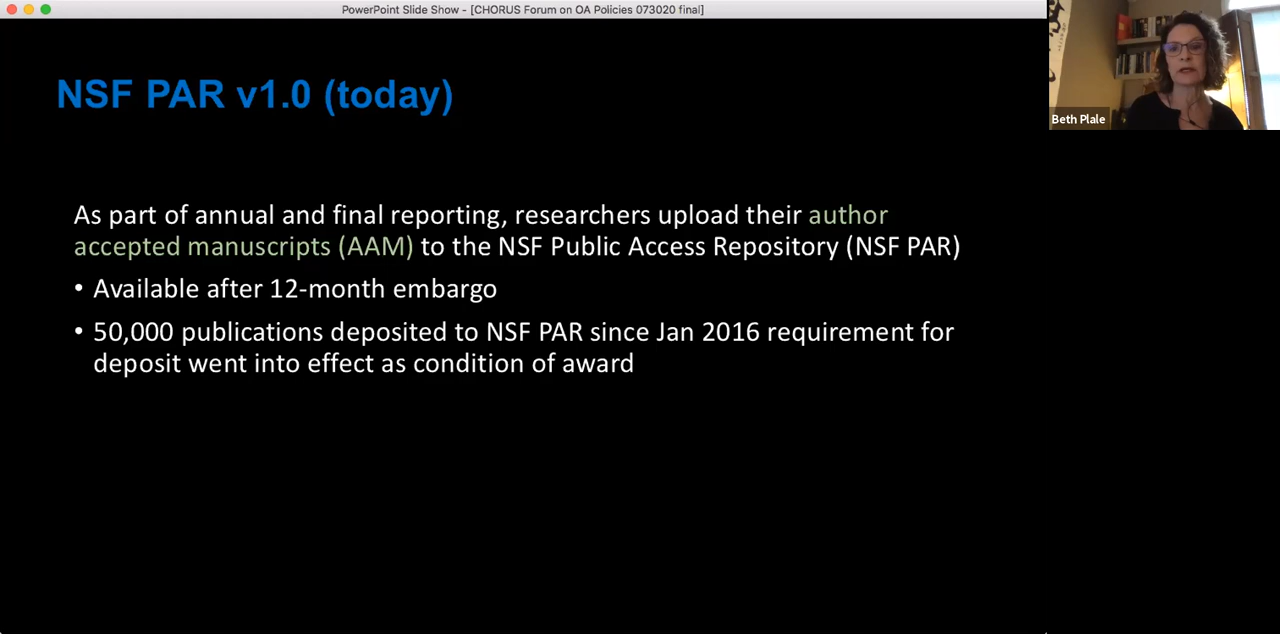 PowerPoint Slide Show - [CHORUS Forum on OA Policies 073020 final]
NSF PAR v1.0 (today)
As part of annual and final reporting, researchers upload their author
accepted manuscripts (AAM) to the NSF Public Access Repository (NSF PAR)
• Available after 12-month embargo
• 50,000 publications deposited to NSF PAR since Jan 2016 requirement for
deposit went into effect as condition of award
Beth Plale